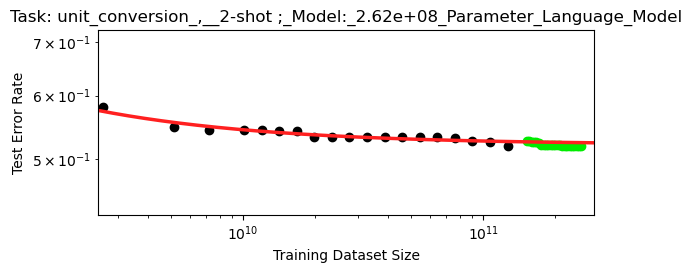 Task: unit_conversion_,__2-shot ;_Model:_2.62e+08_Parameter_Language_Model
7 × 10⁻¹
6 × 10⁻¹
5 × 10⁻¹
Test Error Rate
10¹⁰ 10¹¹
Training Dataset Size